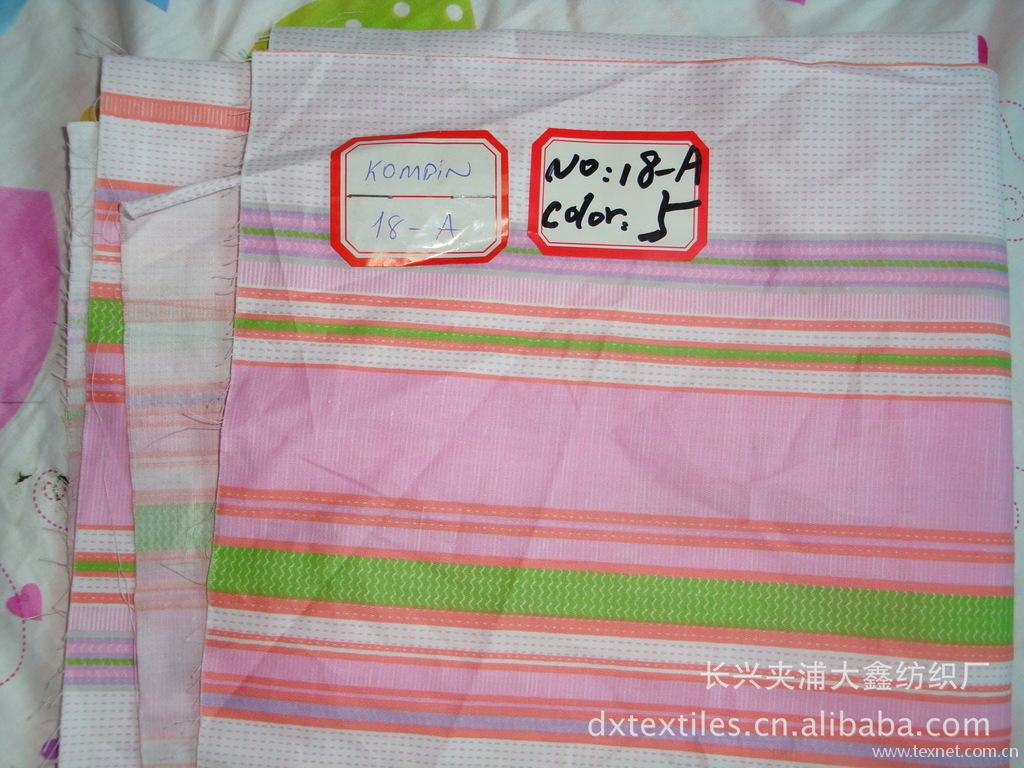 KOMBİN
18-A
NO:18-A
Color: 5
长兴夹浦大鑫纺织厂
dxtextiles.cn.alibaba.com
www.texnet.com.cn